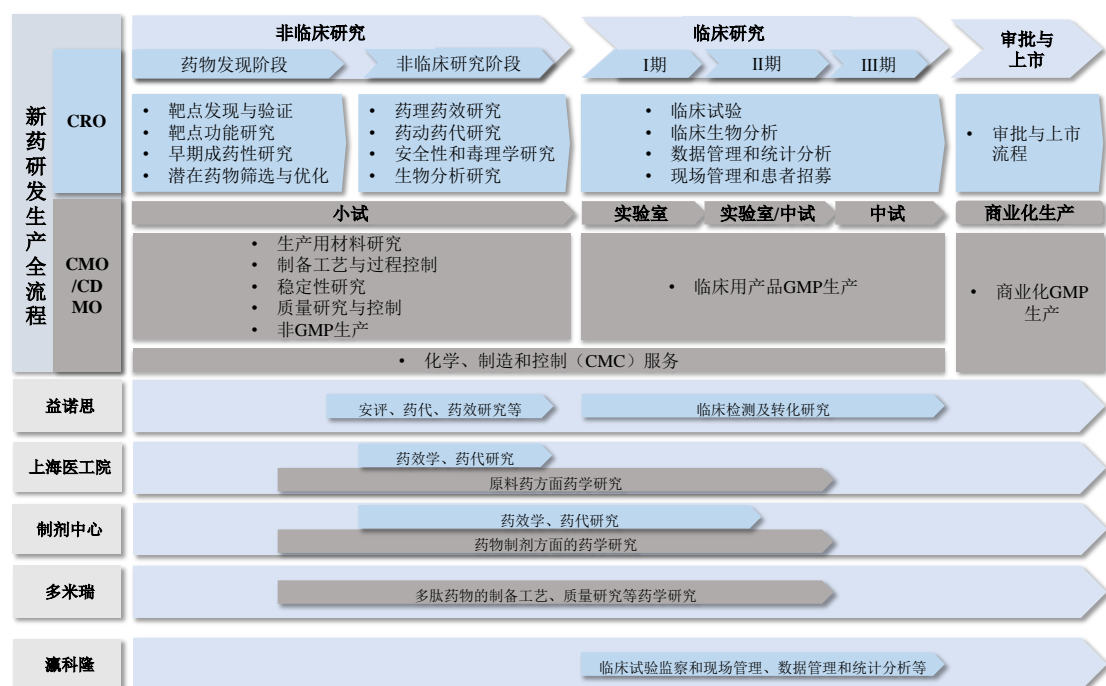 非临床研究
临床研究
审批与
上市
药物发现阶段
非临床研究阶段
I期
II期
III期
新药研发生产全流程
CRO
• 靶点发现与验证
• 靶点功能研究
• 早期成药性研究
• 潜在药物筛选与优化
• 药理药效研究
• 药动药代研究
• 安全性和毒理学研究
• 生物分析研究
• 临床试验
• 临床生物分析
• 数据管理和统计分析
• 现场管理和患者招募
• 审批与上市
流程
小试
实验室
实验室/中试
中试
商业化生产
CMO
/CD
MO
• 生产用材料研究
• 制备工艺与过程控制
• 稳定性研究
• 质量研究与控制
• 非GMP生产
• 临床用产品GMP生产
• 商业化GMP
生产
• 化学、制造和控制（CMC）服务
益诺思
安评、药代、药效研究等
临床检测及转化研究
上海医工院
药效学、药代研究
原料药方面药学研究
制剂中心
药效学、药代研究
药物制剂方面的药学研究
多米瑞
多肽药物的制备工艺、质量研究等药学研究
瀛科隆
临床试验监察和现场管理、数据管理和统计分析等